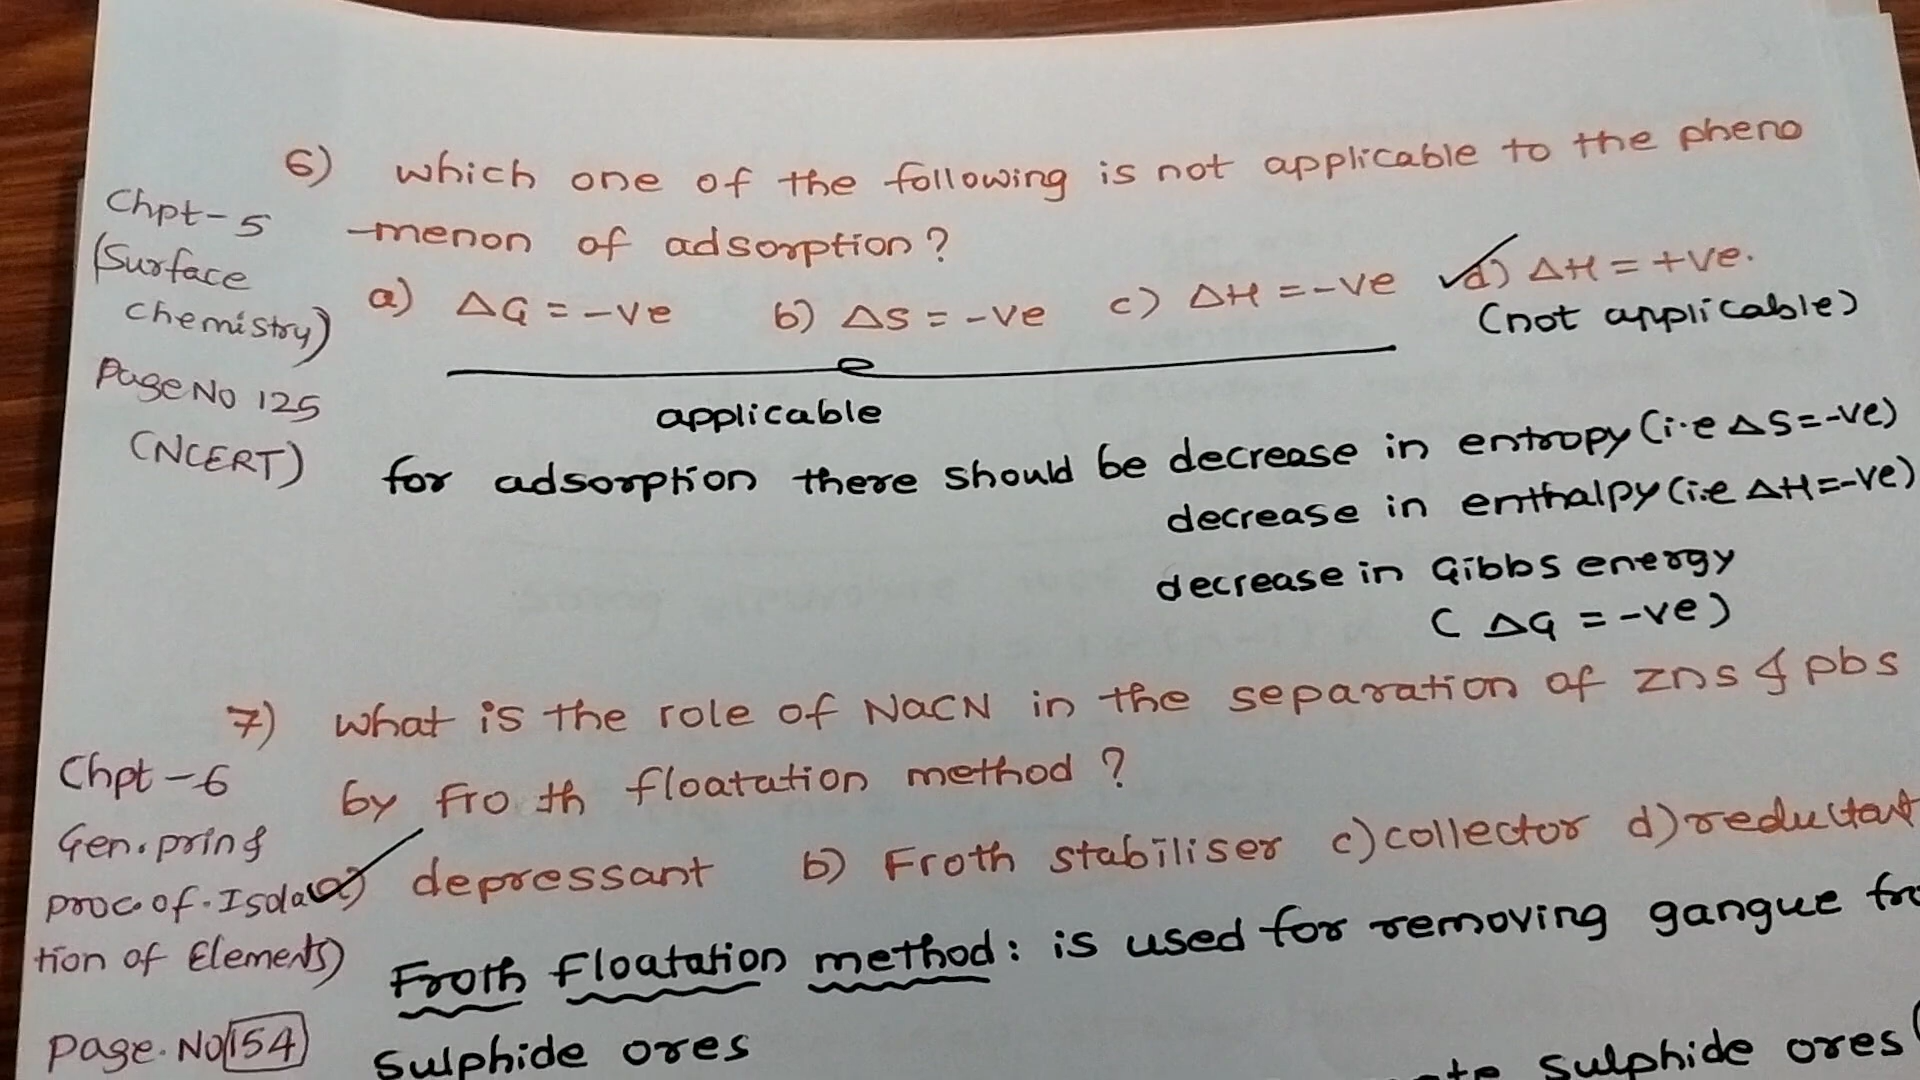 6) which one of the following is not applicable to the pheno
-menon of adsorption?
Chpt-5
(Surface
chemistry)
Page No 125
(NCERT)
a) ΔG = -ve b) ΔS = -ve c) ΔH = -ve d) ΔH = +ve.
(not applicable)
applicable
for adsorption there should be decrease in entropy (i.e ΔS=-ve)
decrease in enthalpy (i.e ΔH=-ve)
decrease in Gibbs energy
( ΔG = -ve)
7) what is the role of NaCN in the separation of zns & pbs
by fro th floatation method ?
Chpt-6
Gen. prin &
proc. of. Isola
tion of Elements)
Page. No 154
a) depressant b) Froth stabiliser c) collector d) reductant
Froth Floatation method: is used for removing gangue
sulphide ores
sulphide ores